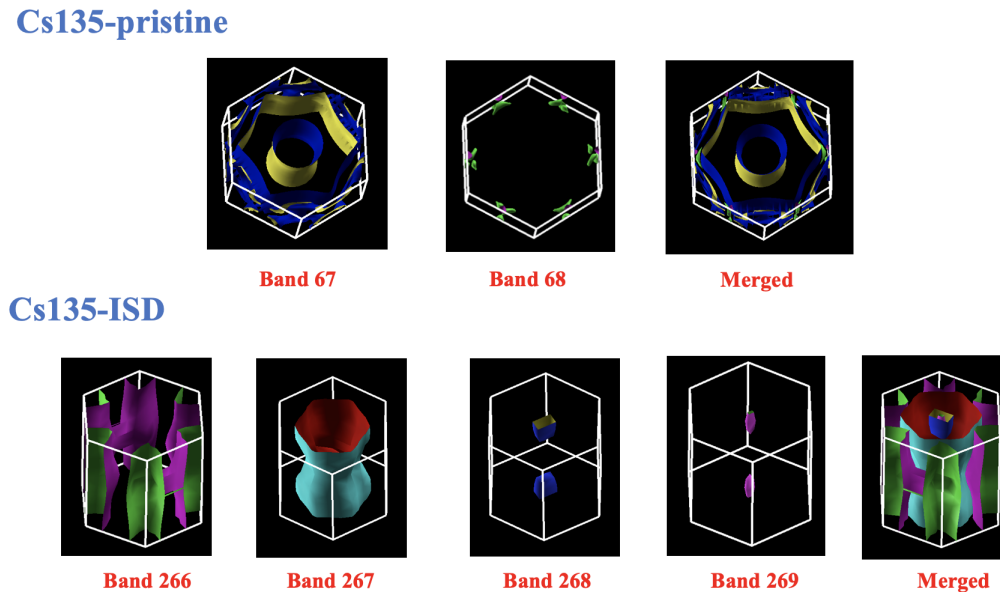 Cs135-pristine
Band 67
Band 68
Merged
Cs135-ISD
Band 266
Band 267
Band 268
Band 269
Merged